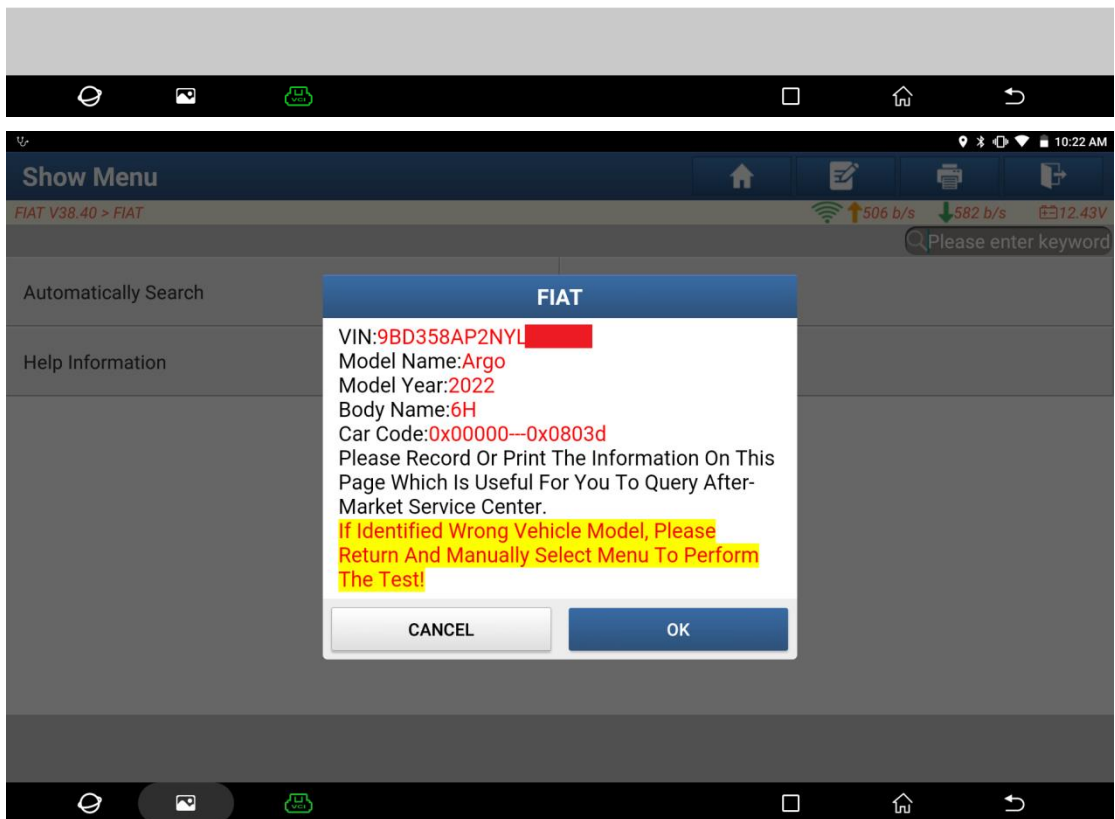 VCI
10:22 AM
Show Menu
FIAT V38.40 > FIAT
506 b/s 582 b/s 12.43V
Please enter keyword
Automatically Search
Help Information
FIAT
VIN:9BD358AP2NYL
Model Name:Argo
Model Year:2022
Body Name:6H
Car Code:0x00000---0x0803d
Please Record Or Print The Information On This
Page Which Is Useful For You To Query After-
Market Service Center.
If Identified Wrong Vehicle Model, Please
Return And Manually Select Menu To Perform
The Test!
CANCEL
OK
VCI